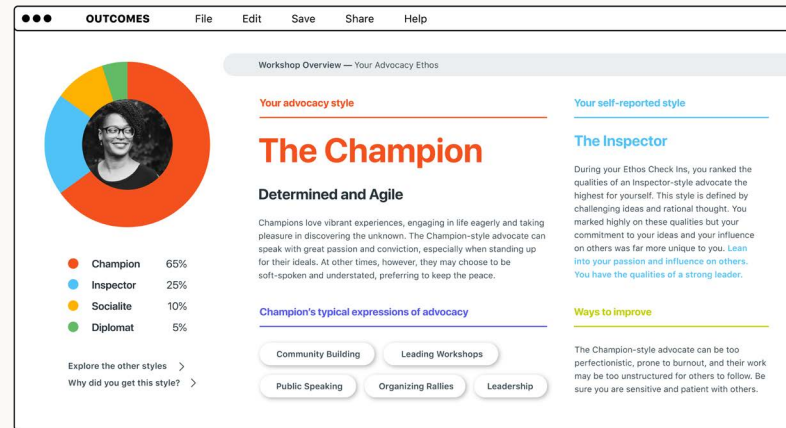 OUTCOMES File Edit Save Share Help
Workshop Overview — Your Advocacy Ethos
Your advocacy style
The Champion
Determined and Agile
Champions love vibrant experiences, engaging in life eagerly and taking
pleasure in discovering the unknown. The Champion-style advocate can
speak with great passion and conviction, especially when standing up
for their ideals. At other times, however, they may choose to be
soft-spoken and understated, preferring to keep the peace.
Champion's typical expressions of advocacy
Community Building
Leading Workshops
Public Speaking
Organizing Rallies
Leadership
Your self-reported style
The Inspector
During your Ethos Check Ins, you ranked the
qualities of an Inspector-style advocate the
highest for yourself. This style is defined by
challenging ideas and rational thought. You
marked highly on these qualities but your
commitment to your ideas and your influence
on others was far more unique to you. Lean
into your passion and influence on others.
You have the qualities of a strong leader.
Ways to improve
The Champion-style advocate can be too
perfectionistic, prone to burnout, and their work
may be too unstructured for others to follow. Be
sure you are sensitive and patient with others.
Champion 65%
Inspector 25%
Socialite 10%
Diplomat 5%
Explore the other styles
Why did you get this style?